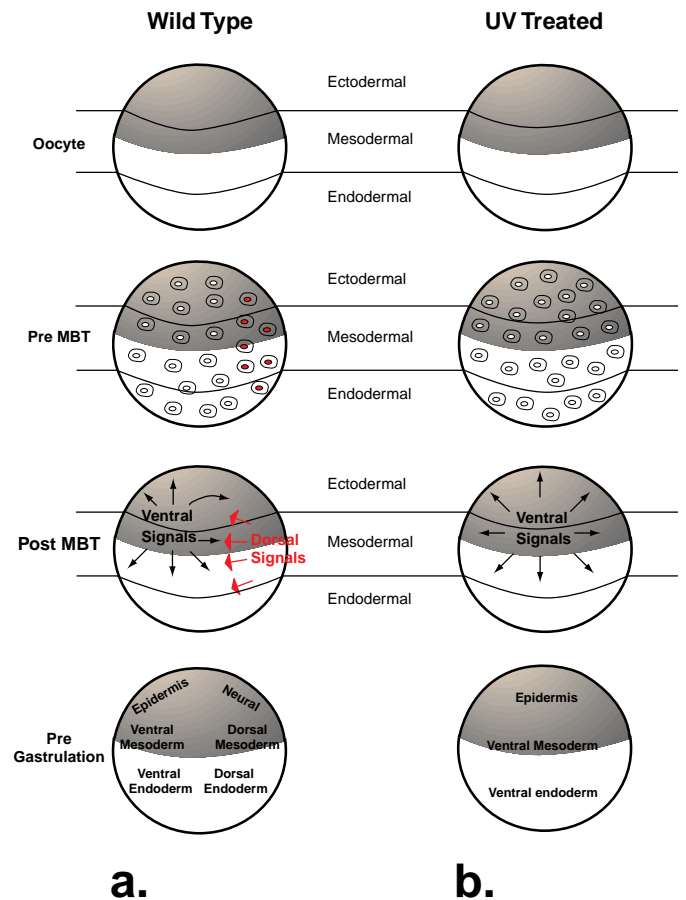 Wild Type
UV Treated
Oocyte
Ectodermal
Mesodermal
Endodermal
Pre MBT
Ectodermal
Mesodermal
Endodermal
Post MBT
Ventral
Signals
Dorsal
Signals
Ectodermal
Mesodermal
Endodermal
Ventral
Signals
Pre
Gastrulation
Epidermis
Neural
Ventral
Mesoderm
Dorsal
Mesoderm
Ventral
Endoderm
Dorsal
Endoderm
Epidermis
Ventral Mesoderm
Ventral endoderm
a.
b.